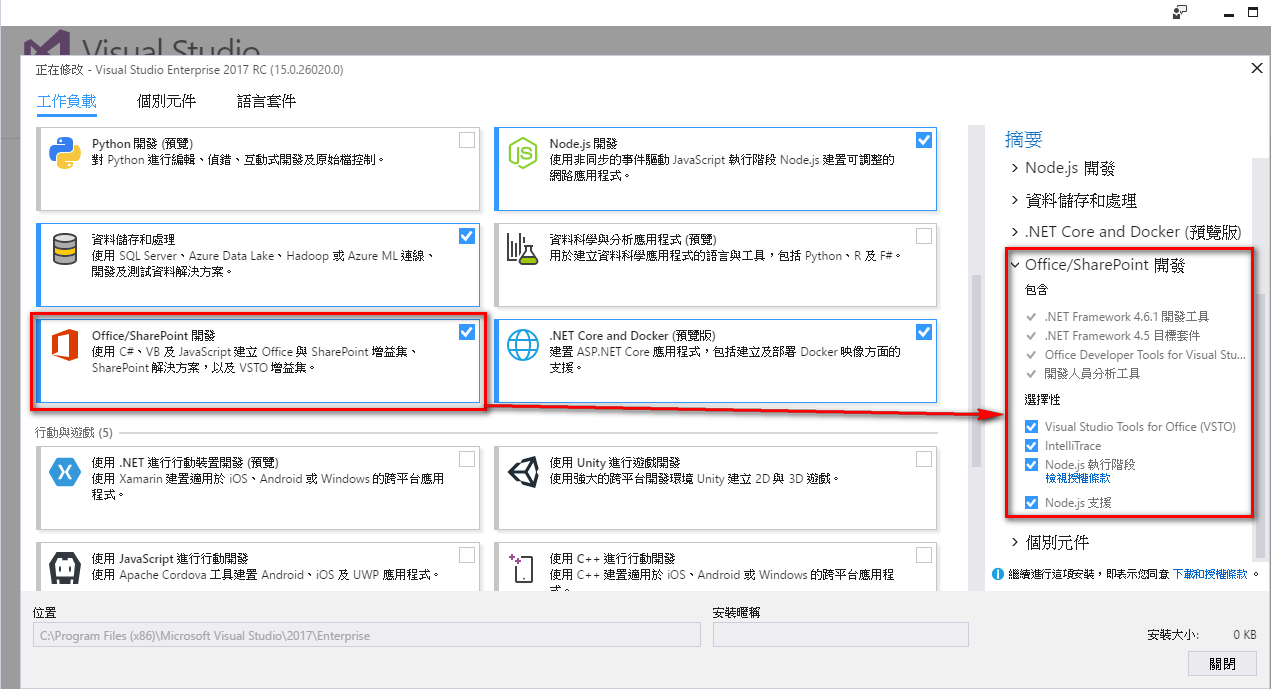 Visual Studio
正在修改 - Visual Studio Enterprise 2017 RC (15.0.26020.0)
工作負載
個別元件
語言套件
Python 開發 (預覽)
對 Python 進行編輯、偵錯、互動式開發及原始檔控制。
Node.js 開發
使用非同步的事件驅動 JavaScript 執行階段 Node.js 建置可調整的
網路應用程式。
資料儲存和處理
使用 SQL Server、Azure Data Lake、Hadoop 或 Azure ML 連線、
開發及測試資料解決方案。
資料科學與分析應用程式 (預覽)
用於建立資料科學應用程式的語言與工具，包括 Python、R 及 F#。
Office/SharePoint 開發
使用 C#、VB 及 JavaScript 建立 Office 與 SharePoint 增益集、
SharePoint 解決方案，以及 VSTO 增益集。
.NET Core and Docker (預覽版)
建置 ASP.NET Core 應用程式，包括建立及部署 Docker 映像方面的
支援。
行動與遊戲 (5)
使用 .NET 進行行動裝置開發 (預覽)
使用 Xamarin 建置適用於 iOS、Android 或 Windows 的跨平台應用
程式。
使用 Unity 進行遊戲開發
使用強大的跨平台開發環境 Unity 建立 2D 與 3D 遊戲。
使用 JavaScript 進行行動開發
使用 Apache Cordova 工具建置 Android、iOS 及 UWP 應用程式。
使用 C++ 進行行動開發
使用 C++ 建置適用於 iOS、Android 或 Windows 的跨平台應用程
摘要
Node.js 開發
資料儲存和處理
.NET Core and Docker (預覽版)
Office/SharePoint 開發
包含
.NET Framework 4.6.1 開發工具
.NET Framework 4.5 目標套件
Office Developer Tools for Visual Stu...
開發人員分析工具
選擇性
Visual Studio Tools for Office (VSTO)
IntelliTrace
Node.js 執行階段
檢視授權條款
Node.js 支援
個別元件
繼續進行這項安裝，即表示您同意 下載和授權條款 。
位置
C:\Program Files (x86)\Microsoft Visual Studio\2017\Enterprise
安裝暱稱
安裝大小: 0 KB
關閉